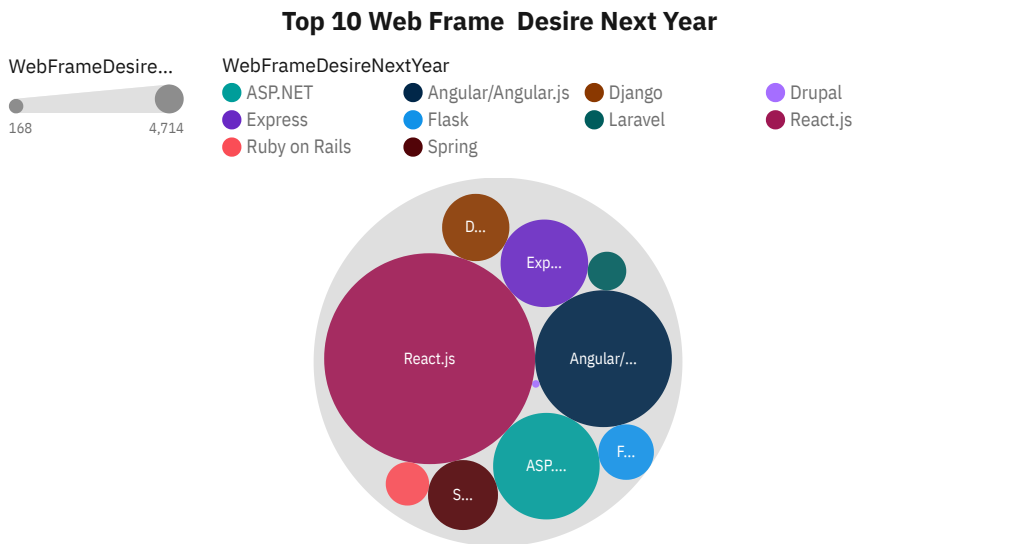 Top 10 Web Frame  Desire Next Year
WebFrameDesire...
168
4,714
WebFrameDesireNextYear
ASP.NET
Angular/Angular.js
Django
Drupal
Express
Flask
Laravel
React.js
Ruby on Rails
Spring
D...
Exp...
React.js
Angular/...
F...
ASP....
S...